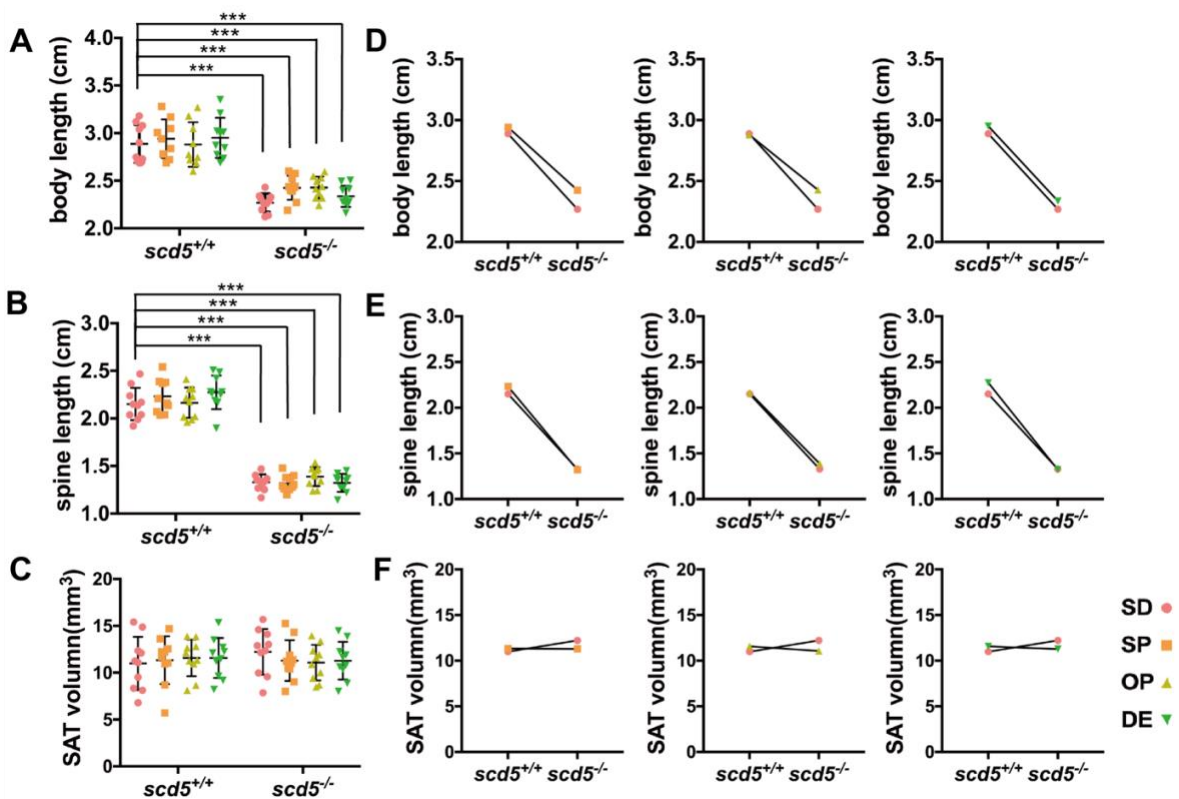 A
body length (cm)
4.0
3.5
3.0
2.5
2.0
***
***
***
***
scd5+/+
scd5-/-
D
body length (cm)
3.5
3.0
2.5
2.0
scd5+/+ scd5-/-
body length (cm)
3.5
3.0
2.5
2.0
scd5+/+ scd5-/-
body length (cm)
3.5
3.0
2.5
2.0
scd5+/+ scd5-/-
B
spine length (cm)
3.0
2.5
2.0
1.5
1.0
***
***
***
***
scd5+/+
scd5-/-
E
spine length (cm)
3.0
2.5
2.0
1.5
1.0
scd5+/+ scd5-/-
spine length (cm)
3.0
2.5
2.0
1.5
1.0
scd5+/+ scd5-/-
spine length (cm)
3.0
2.5
2.0
1.5
1.0
scd5+/+ scd5-/-
C
SAT volumn(mm3)
20
15
10
5
0
scd5+/+
scd5-/-
F
SAT volumn(mm3)
20
15
10
5
0
scd5+/+ scd5-/-
SAT volumn(mm3)
20
15
10
5
0
scd5+/+ scd5-/-
SAT volumn(mm3)
20
15
10
5
0
scd5+/+ scd5-/-
SD
SP
OP
DE